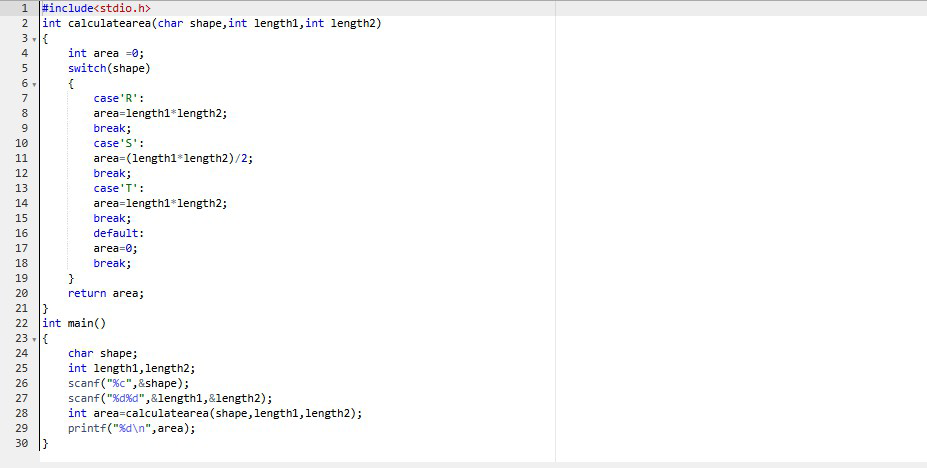 1 #include<stdio.h>
2 int calculatearea(char shape,int length1,int length2)
3 {
4     int area =0;
5     switch(shape)
6     {
7         case'R':
8         area=length1*length2;
9         break;
10         case'S':
11         area=(length1*length2)/2;
12         break;
13         case'T':
14         area=length1*length2;
15         break;
16         default:
17         area=0;
18         break;
19     }
20     return area;
21 }
22 int main()
23 {
24     char shape;
25     int length1,length2;
26     scanf("%c",&shape);
27     scanf("%d%d",&length1,&length2);
28     int area=calculatearea(shape,length1,length2);
29     printf("%d\n",area);
30 }